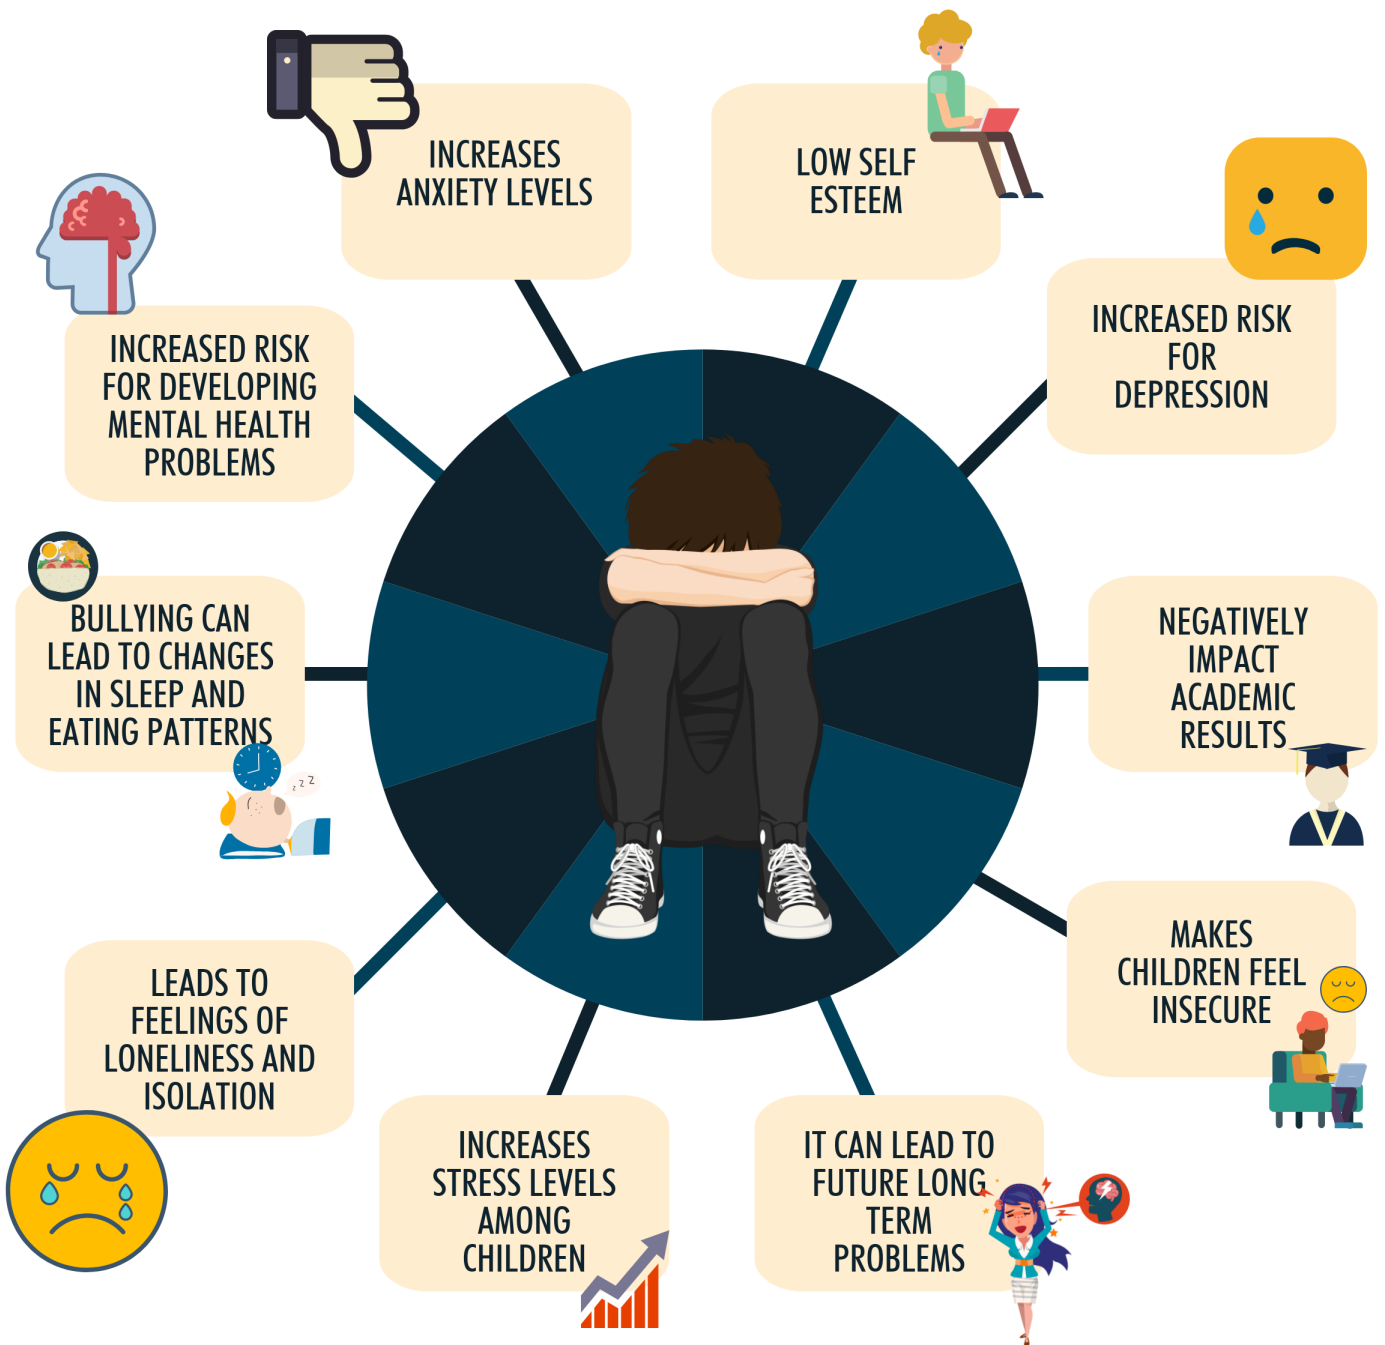 INCREASES
ANXIETY LEVELS
LOW SELF
ESTEEM
INCREASED RISK
FOR
DEPRESSION
NEGATIVELY
IMPACT
ACADEMIC
RESULTS
MAKES
CHILDREN FEEL
INSECURE
IT CAN LEAD TO
FUTURE LONG
TERM
PROBLEMS
INCREASES
STRESS LEVELS
AMONG
CHILDREN
LEADS TO
FEELINGS OF
LONELINESS AND
ISOLATION
BULLYING CAN
LEAD TO CHANGES
IN SLEEP AND
EATING PATTERNS
z z Z
INCREASED RISK
FOR DEVELOPING
MENTAL HEALTH
PROBLEMS